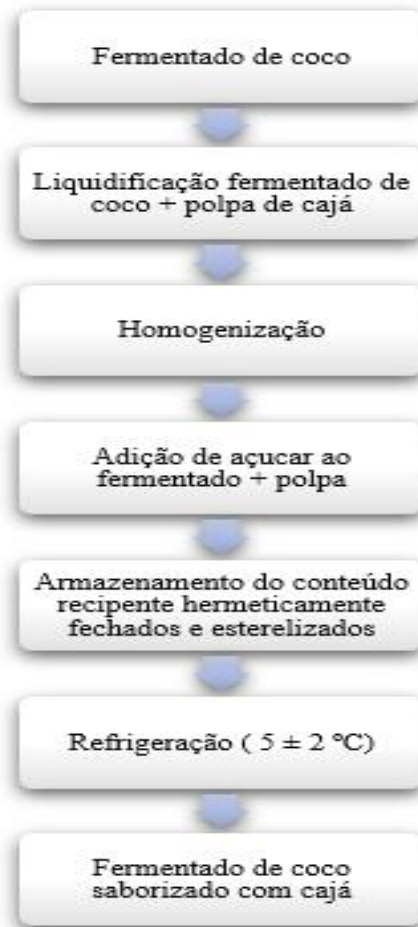 Fermentado de coco
Liquidificação fermentado de
coco + polpa de cajá
Homogenização
Adição de açucar ao
fermentado + polpa
Armazenamento do conteúdo
recipente hermeticamente
fechados e esterelizados
Refrigeração ( 5 ± 2 ºC)
Fermentado de coco
saborizado com cajá